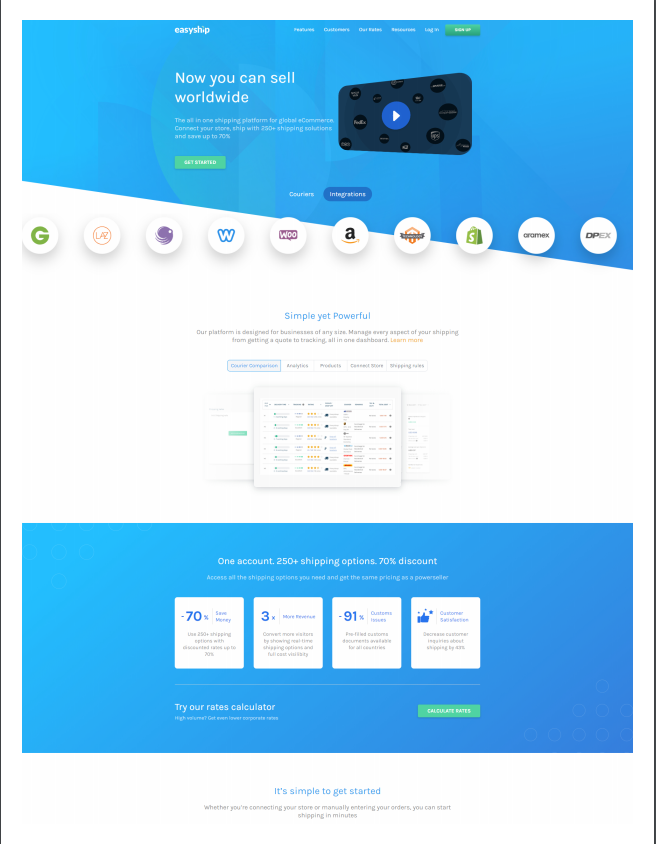 easyship
Features Customers Our Rates Resources Log In SIGN UP
Now you can sell
worldwide
The all in one shipping platform for global eCommerce.
Connect your store, ship with 250+ shipping solutions
and save up to 70%
GET STARTED
FedEx
ups
Couriers Integrations
G
LAZ
W
WOO
a
aramex
DPEX
Simple yet Powerful
Our platform is designed for businesses of any size. Manage every aspect of your shipping
from getting a quote to tracking, all in one dashboard. Learn more
Courier Comparison Analytics Products Connect Store Shipping rules
One account. 250+ shipping options. 70% discount
Access all the shipping options you need and get the same pricing as a powerseller
-70 % Save
Money
Use 250+ shipping
options with
discounted rates up to
70%
3 x More Revenue
Convert more visitors
by showing real-time
shipping options and
full cost visibility
-91 % Customs
Issues
Pre-filled customs
documents available
for all countries
Customer
Satisfaction
Decrease customer
inquiries about
shipping by 43%
Try our rates calculator
High volume? Get even lower corporate rates
CALCULATE RATES
It's simple to get started
Whether you're connecting your store or manually entering your orders, you can start
shipping in minutes